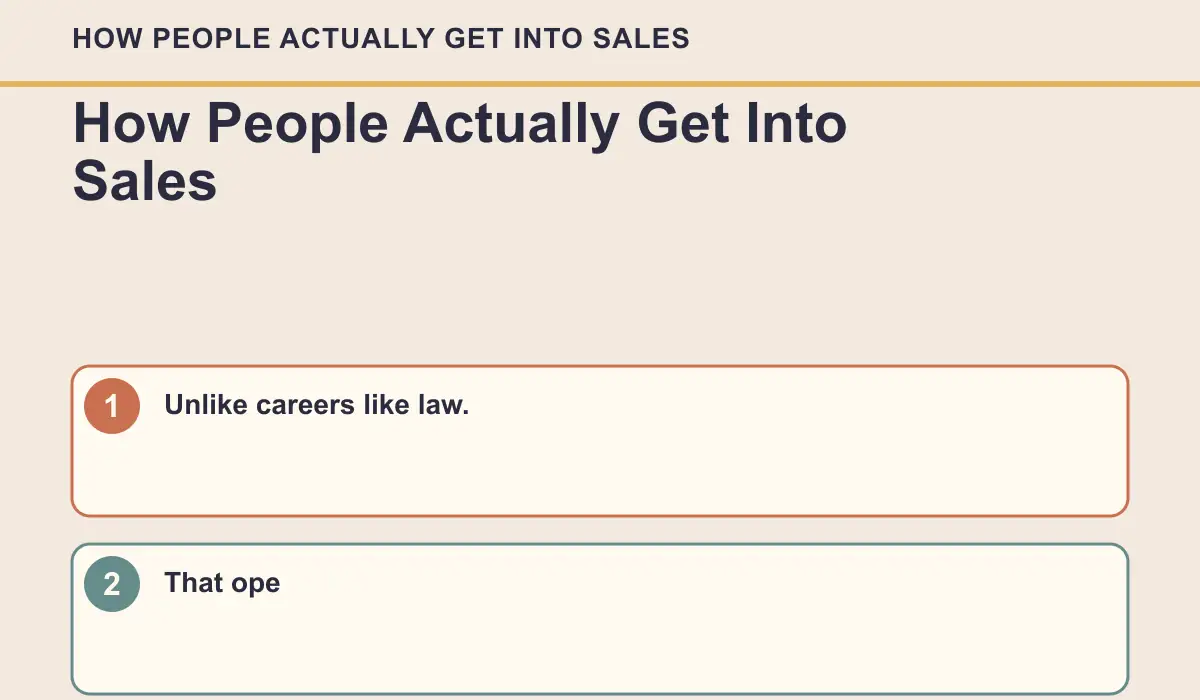 HOW PEOPLE ACTUALLY GET INTO SALES
How People Actually Get Into
Sales
1
Unlike careers like law.
2
That ope